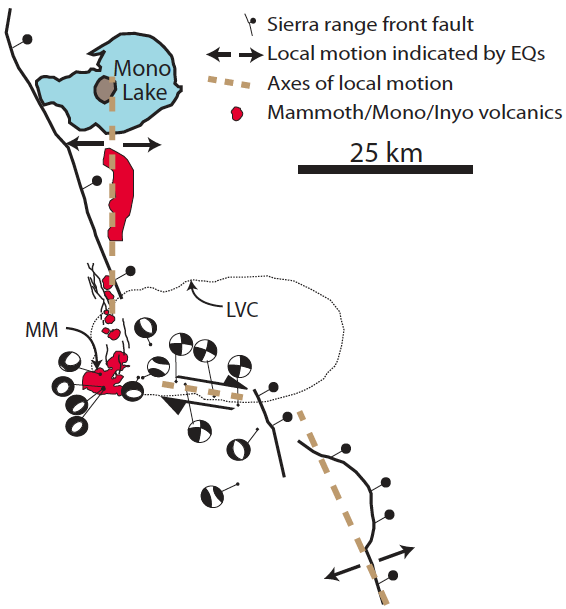 Sierra range front fault
Local motion indicated by EQs
Axes of local motion
Mammoth/Mono/Inyo volcanics
25 km
Mono
Lake
LVC
MM